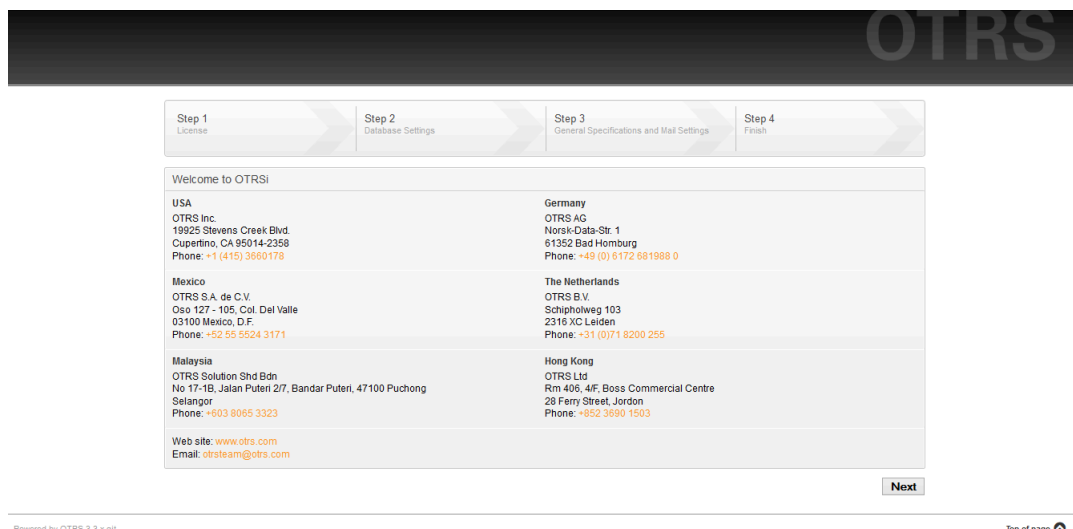 OTRS
Step 1
License
Step 2
Database Settings
Step 3
General Specifications and Mail Settings
Step 4
Finish
Welcome to OTRSi
USA
OTRS Inc.
19925 Stevens Creek Blvd.
Cupertino, CA 95014-2358
Phone: +1 (415) 3660178
Germany
OTRS AG
Norsk-Data-Str. 1
61352 Bad Homburg
Phone: +49 (0) 6172 681988 0
Mexico
OTRS S.A. de C.V.
Oso 127 - 105, Col. Del Valle
03100 Mexico, D.F.
Phone: +52 55 5524 3171
The Netherlands
OTRS B.V.
Schipholweg 103
2316 XC Leiden
Phone: +31 (0)71 8200 255
Malaysia
OTRS Solution Shd Bdn
No 17-1B, Jalan Puteri 2/7, Bandar Puteri, 47100 Puchong
Selangor
Phone: +603 8065 3323
Hong Kong
OTRS Ltd
Rm 406, 4/F, Boss Commercial Centre
28 Ferry Street, Jordon
Phone: +852 3690 1503
Web site: www.otrs.com
Email: otrsteam@otrs.com
Next
Powered by OTRS 3.3.x git
Top of page